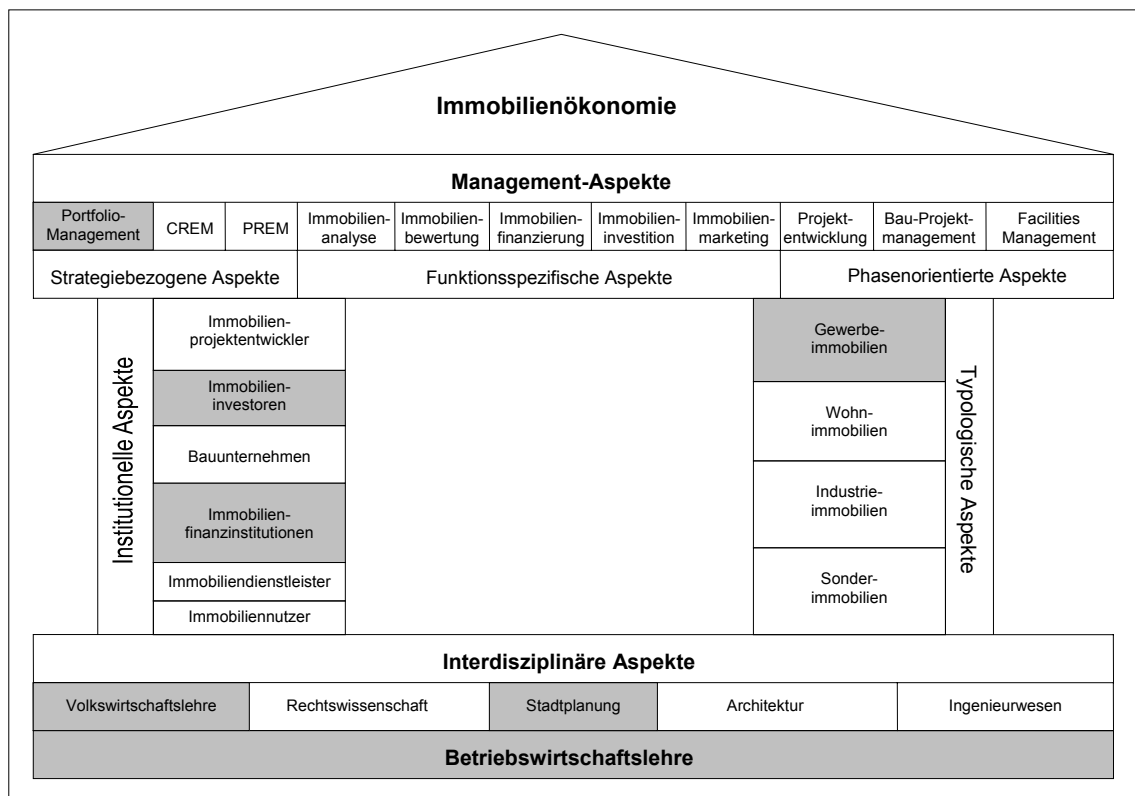 Immobilienökonomie
Management-Aspekte
Portfolio-
Management
CREM
PREM
Immobilien-
analyse
Immobilien-
bewertung
Immobilien-
finanzierung
Immobilien-
investition
Immobilien-
marketing
Projekt-
entwicklung
Bau-Projekt-
management
Facilities
Management
Strategiebezogene Aspekte
Funktionsspezifische Aspekte
Phasenorientierte Aspekte
Institutionelle Aspekte
Immobilien-
projektentwickler
Immobilien-
investoren
Bauunternehmen
Immobilien-
finanzinstitutionen
Immobiliendienstleister
Immobiliennutzer
Gewerbe-
immobilien
Wohn-
immobilien
Industrie-
immobilien
Sonder-
immobilien
Typologische Aspekte
Interdisziplinäre Aspekte
Volkswirtschaftslehre
Rechtswissenschaft
Stadtplanung
Architektur
Ingenieurwesen
Betriebswirtschaftslehre